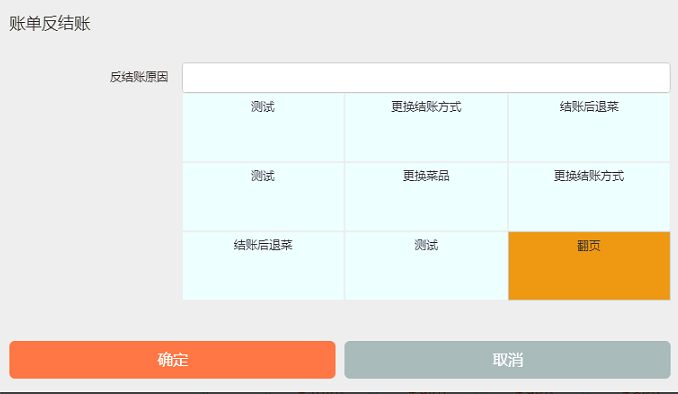 账单反结账
反结账原因
测试 更换结账方式 结账后退菜
测试 更换菜品 更换结账方式
结账后退菜 测试 翻页
确定 取消